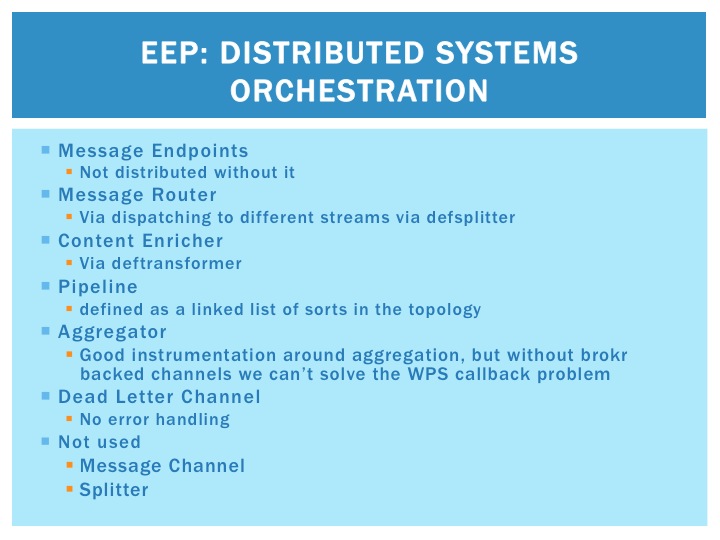 EEP: DISTRIBUTED SYSTEMS
ORCHESTRATION
Message Endpoints
Not distributed without it
Message Router
Via dispatching to different streams via defsplitter
Content Enricher
Via deftransformer
Pipeline
defined as a linked list of sorts in the topology
Aggregator
Good instrumentation around aggregation, but without brokr
backed channels we can't solve the WPS callback problem
Dead Letter Channel
No error handling
Not used
Message Channel
Splitter